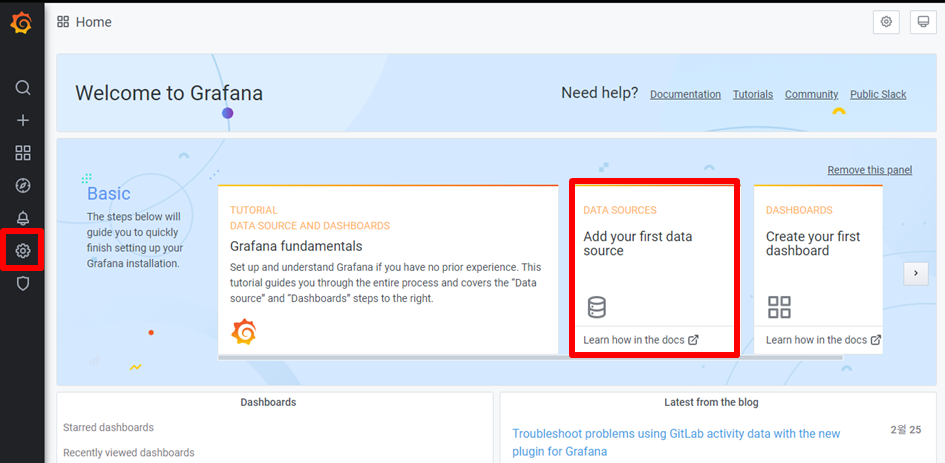 Home
Welcome to Grafana
Need help?
Documentation
Tutorials
Community
Public Slack
Remove this panel
Basic
The steps below will
guide you to quickly
finish setting up your
Grafana installation.
TUTORIAL
DATA SOURCE AND DASHBOARDS
Grafana fundamentals
Set up and understand Grafana if you have no prior experience. This
tutorial guides you through the entire process and covers the “Data
source” and “Dashboards” steps to the right.
DATA SOURCES
Add your first data
source
Learn how in the docs
DASHBOARDS
Create your first
dashboard
Learn how in the docs
Dashboards
Starred dashboards
Recently viewed dashboards
Latest from the blog
Troubleshoot problems using GitLab activity data with the new
plugin for Grafana
2월 25